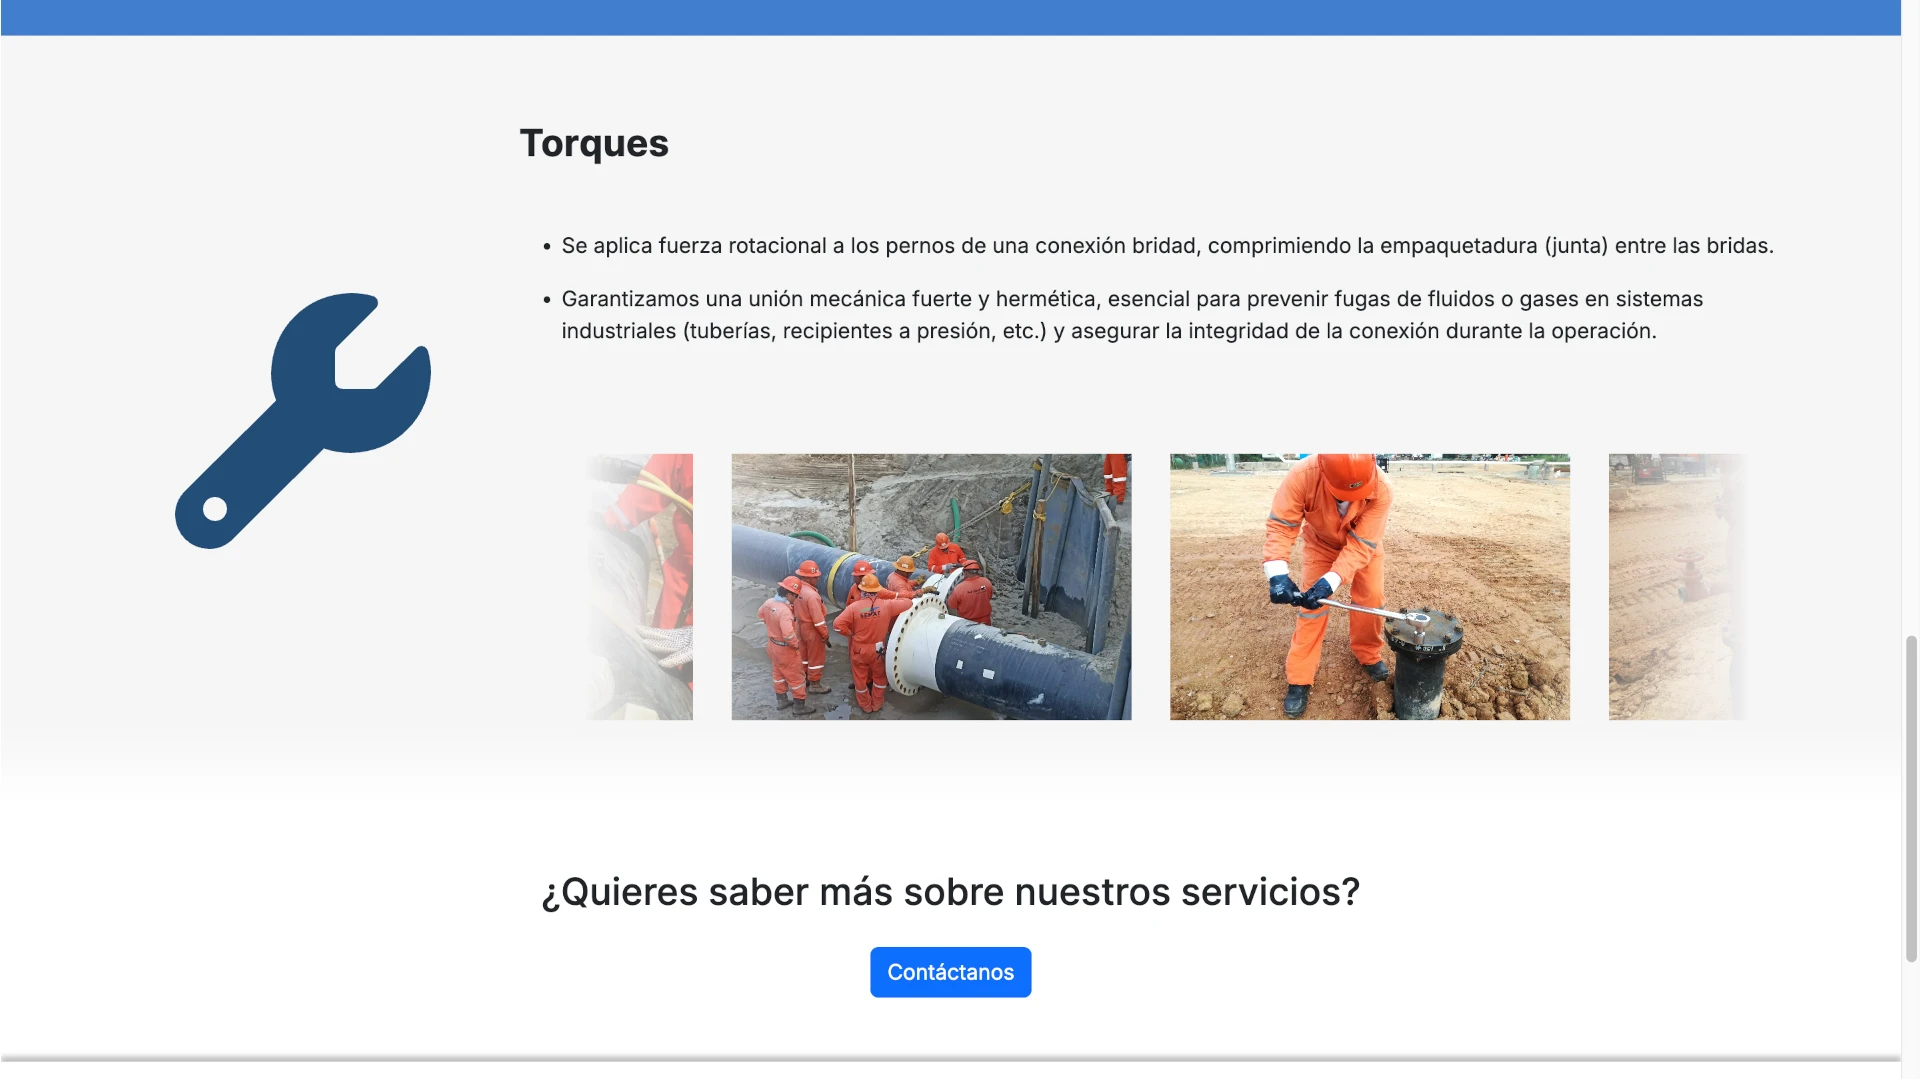 Torques
• Se aplica fuerza rotacional a los pernos de una conexión bridad, comprimiendo la empaquetadura (junta) entre las bridas.
• Garantizamos una unión mecánica fuerte y hermética, esencial para prevenir fugas de fluidos o gases en sistemas
industriales (tuberías, recipientes a presión, etc.) y asegurar la integridad de la conexión durante la operación.
¿Quieres saber más sobre nuestros servicios?
Contáctanos